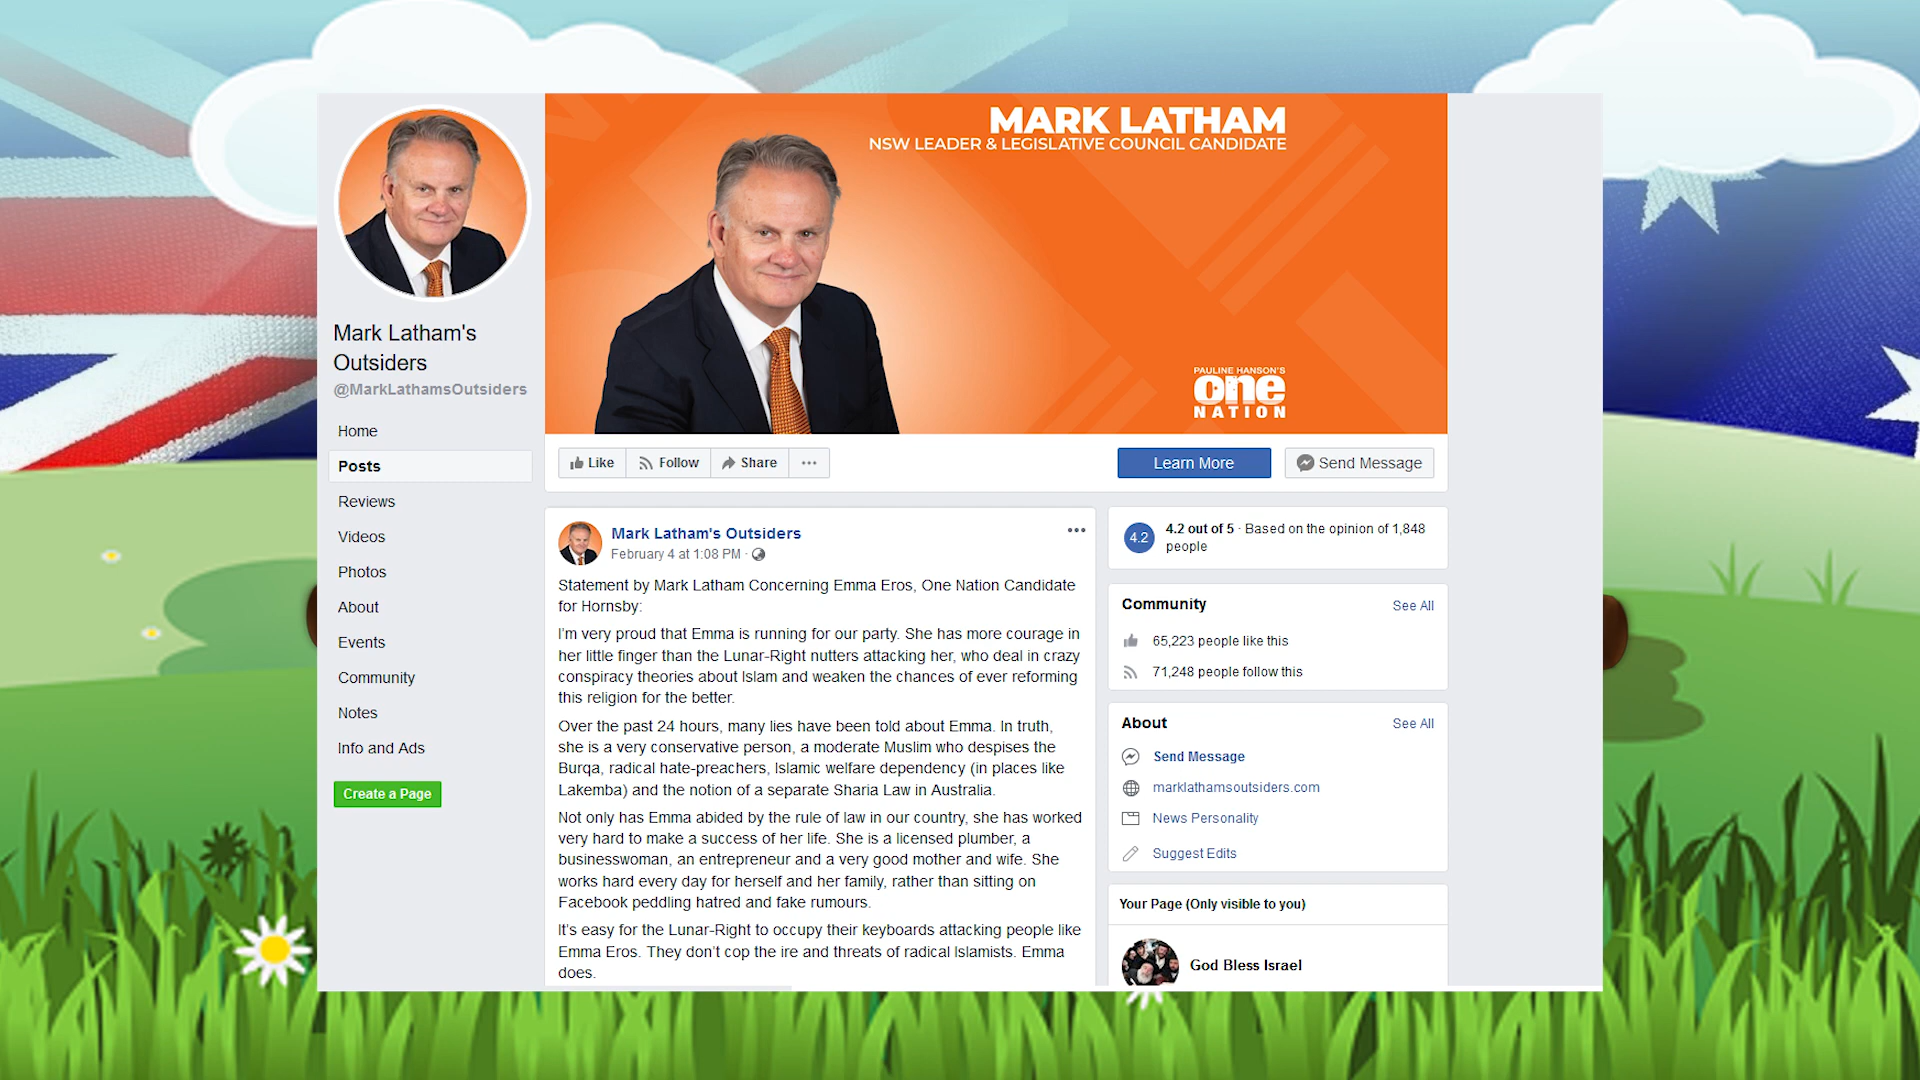 MARK LATHAM
NSW LEADER & LEGISLATIVE COUNCIL CANDIDATE
PAULINE HANSON'S
one
NATION
Mark Latham's
Outsiders
@MarkLathamsOutsiders
Home
Posts
Reviews
Videos
Photos
About
Events
Community
Notes
Info and Ads
Create a Page
Like
Follow
Share
Learn More
Send Message
Mark Latham's Outsiders
February 4 at 1:08 PM ·
Statement by Mark Latham Concerning Emma Eros, One Nation Candidate
for Hornsby:
I'm very proud that Emma is running for our party. She has more courage in
her little finger than the Lunar-Right nutters attacking her, who deal in crazy
conspiracy theories about Islam and weaken the chances of ever reforming
this religion for the better.
Over the past 24 hours, many lies have been told about Emma. In truth,
she is a very conservative person, a moderate Muslim who despises the
Burqa, radical hate-preachers, Islamic welfare dependency (in places like
Lakemba) and the notion of a separate Sharia Law in Australia.
Not only has Emma abided by the rule of law in our country, she has worked
very hard to make a success of her life. She is a licensed plumber, a
businesswoman, an entrepreneur and a very good mother and wife. She
works hard every day for herself and her family, rather than sitting on
Facebook peddling hatred and fake rumours.
It's easy for the Lunar-Right to occupy their keyboards attacking people like
Emma Eros. They don't cop the ire and threats of radical Islamists. Emma
does.
4.2
4.2 out of 5 · Based on the opinion of 1,848
people
Community
See All
65,223 people like this
71,248 people follow this
About
See All
Send Message
marklathamsoutsiders.com
News Personality
Suggest Edits
Your Page (Only visible to you)
God Bless Israel